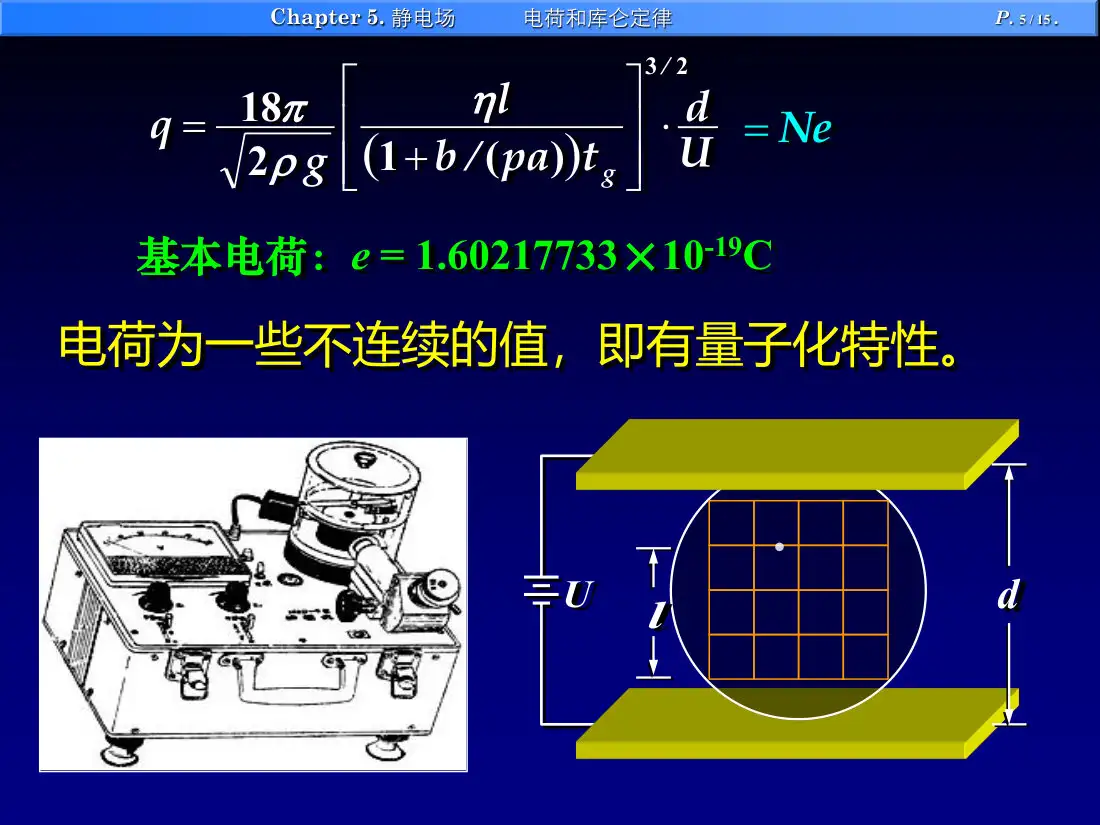 Chapter 5. 静电场 电荷和库仑定律 P. 5 / 15 .
q = 18π / √(2ρg) [ ηl / ((1 + b / (pa)) t_g) ]^(3/2) · d / U = Ne
基本电荷：e = 1.60217733×10^-19 C
电荷为一些不连续的值，即有量子化特性。
U
l
d